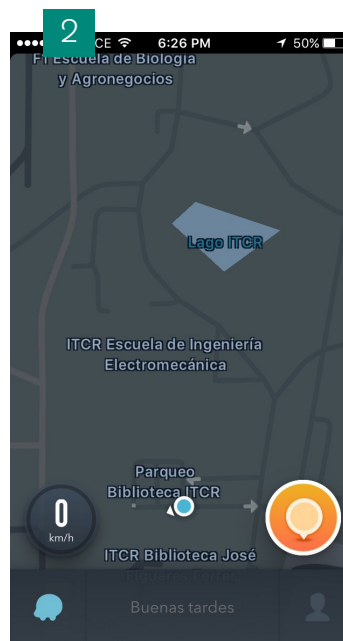 2
CE 6:26 PM 50%
F1 Escuela de Biología
y Agronegocios
Lago ITCR
ITCR Escuela de Ingeniería
Electromecánica
Parqueo
Biblioteca ITCR
0
km/h
ITCR Biblioteca José
Buenas tardes